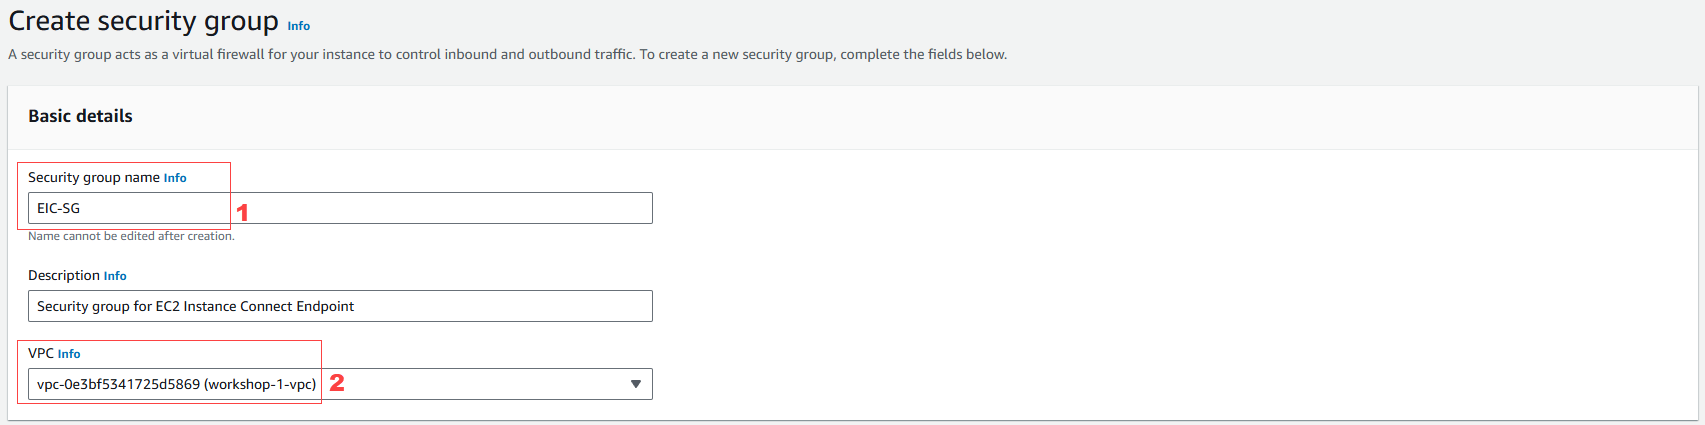 Create security group Info
A security group acts as a virtual firewall for your instance to control inbound and outbound traffic. To create a new security group, complete the fields below.
Basic details
Security group name Info
EIC-SG
1
Name cannot be edited after creation.
Description Info
Security group for EC2 Instance Connect Endpoint
VPC Info
vpc-0e3bf5341725d5869 (workshop-1-vpc)
2